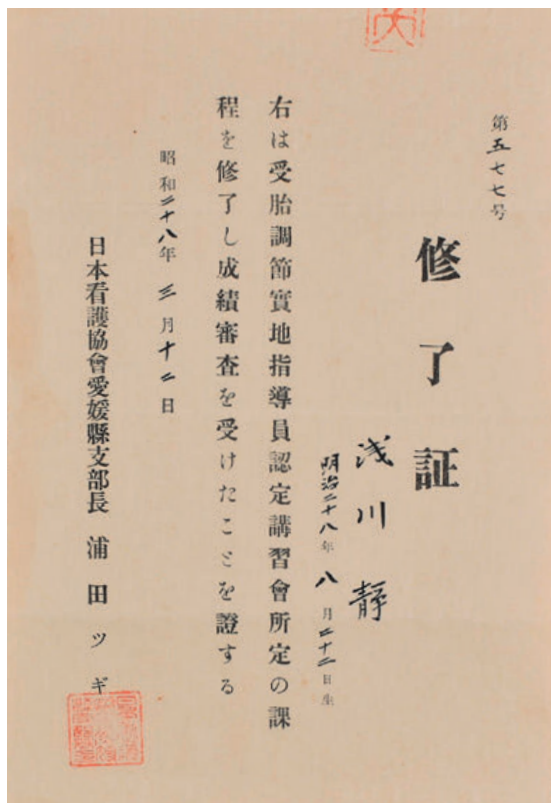 第五七七号
修了証
浅川静
明治二十八年八月二十二日生
右は受胎調節實地指導員認定講習會所定の課
程を修了し成績審査を受けたことを證する
昭和二十八年三月十二日
日本看護協會愛媛縣支部長 浦田ツギ